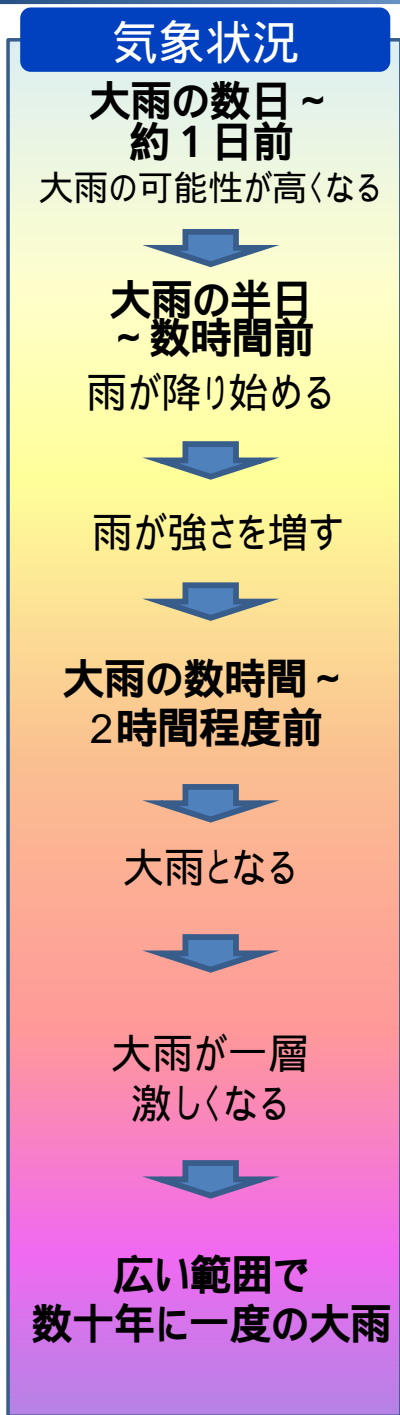 気象状況
大雨の数日~
約1日前
大雨の可能性が高くなる
大雨の半日
~数時間前
雨が降り始める
雨が強さを増す
大雨の数時間~
2時間程度前
大雨となる
大雨が一層
激しくなる
広い範囲で
数十年に一度の大雨